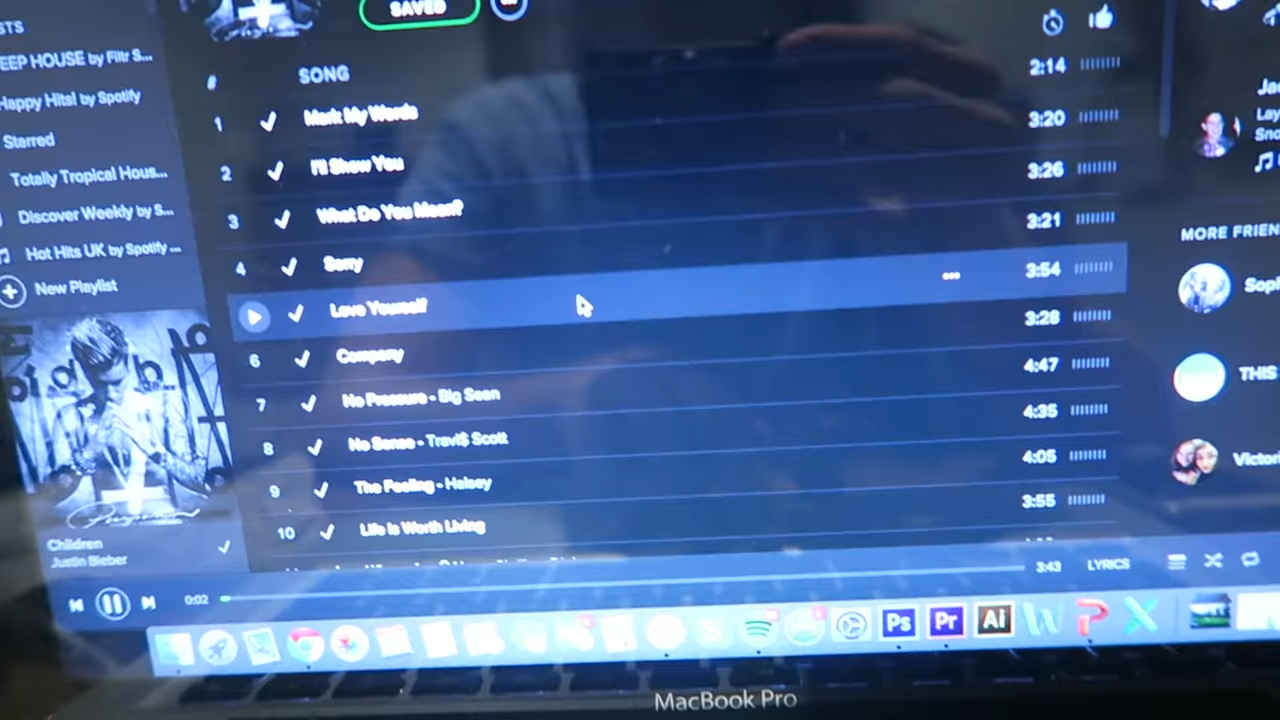 STS
SAVED
EEP HOUSE by Filtr S...
Happy Hits! by Spotify
Starred
Totally Tropical Hous...
Discover Weekly by S...
Hot Hits UK by Spotify ...
New Playlist
# SONG
2:14
1 Mark My Words 3:20
2 I'll Show You 3:26
3 What Do You Mean? 3:21
4 Sorry 3:54
Love Yourself 3:28
6 Company 4:47
7 No Pressure - Big Sean 4:35
8 No Sense - Travi$ Scott 4:05
9 The Feeling - Halsey 3:55
10 Life Is Worth Living
Ja
Lay
Sno
MORE FRIEN
Sopi
THIS
Victori
Children
Justin Bieber
0:02 3:43 LYRICS
Ps Pr Ai
MacBook Pro